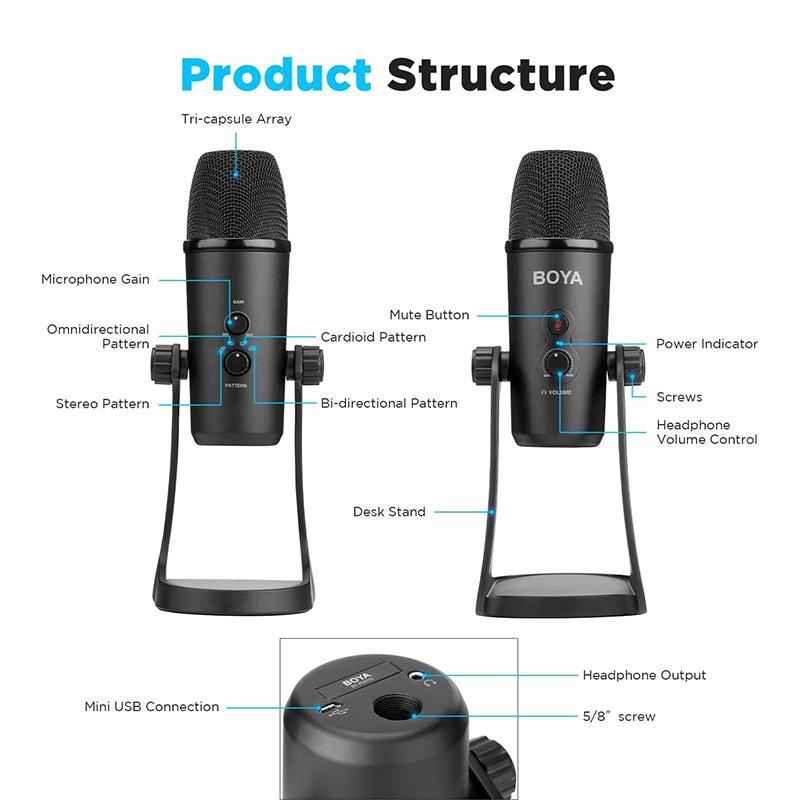 Product Structure
Tri-capsule Array
Microphone Gain
GAIN
Omnidirectional
Pattern
Cardioid Pattern
PATTERN
Stereo Pattern
Bi-directional Pattern
BOYA
Mute Button
Power Indicator
MAX
VOLUME
Screws
Headphone
Volume Control
Desk Stand
BOYA
Headphone Output
Mini USB Connection
5/8" screw